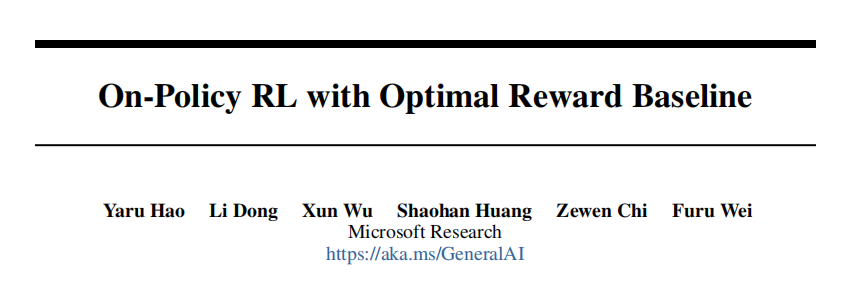 On-Policy RL with Optimal Reward Baseline
Yaru Hao Li Dong Xun Wu Shaohan Huang Zewen Chi Furu Wei
Microsoft Research
https://aka.ms/GeneralAI